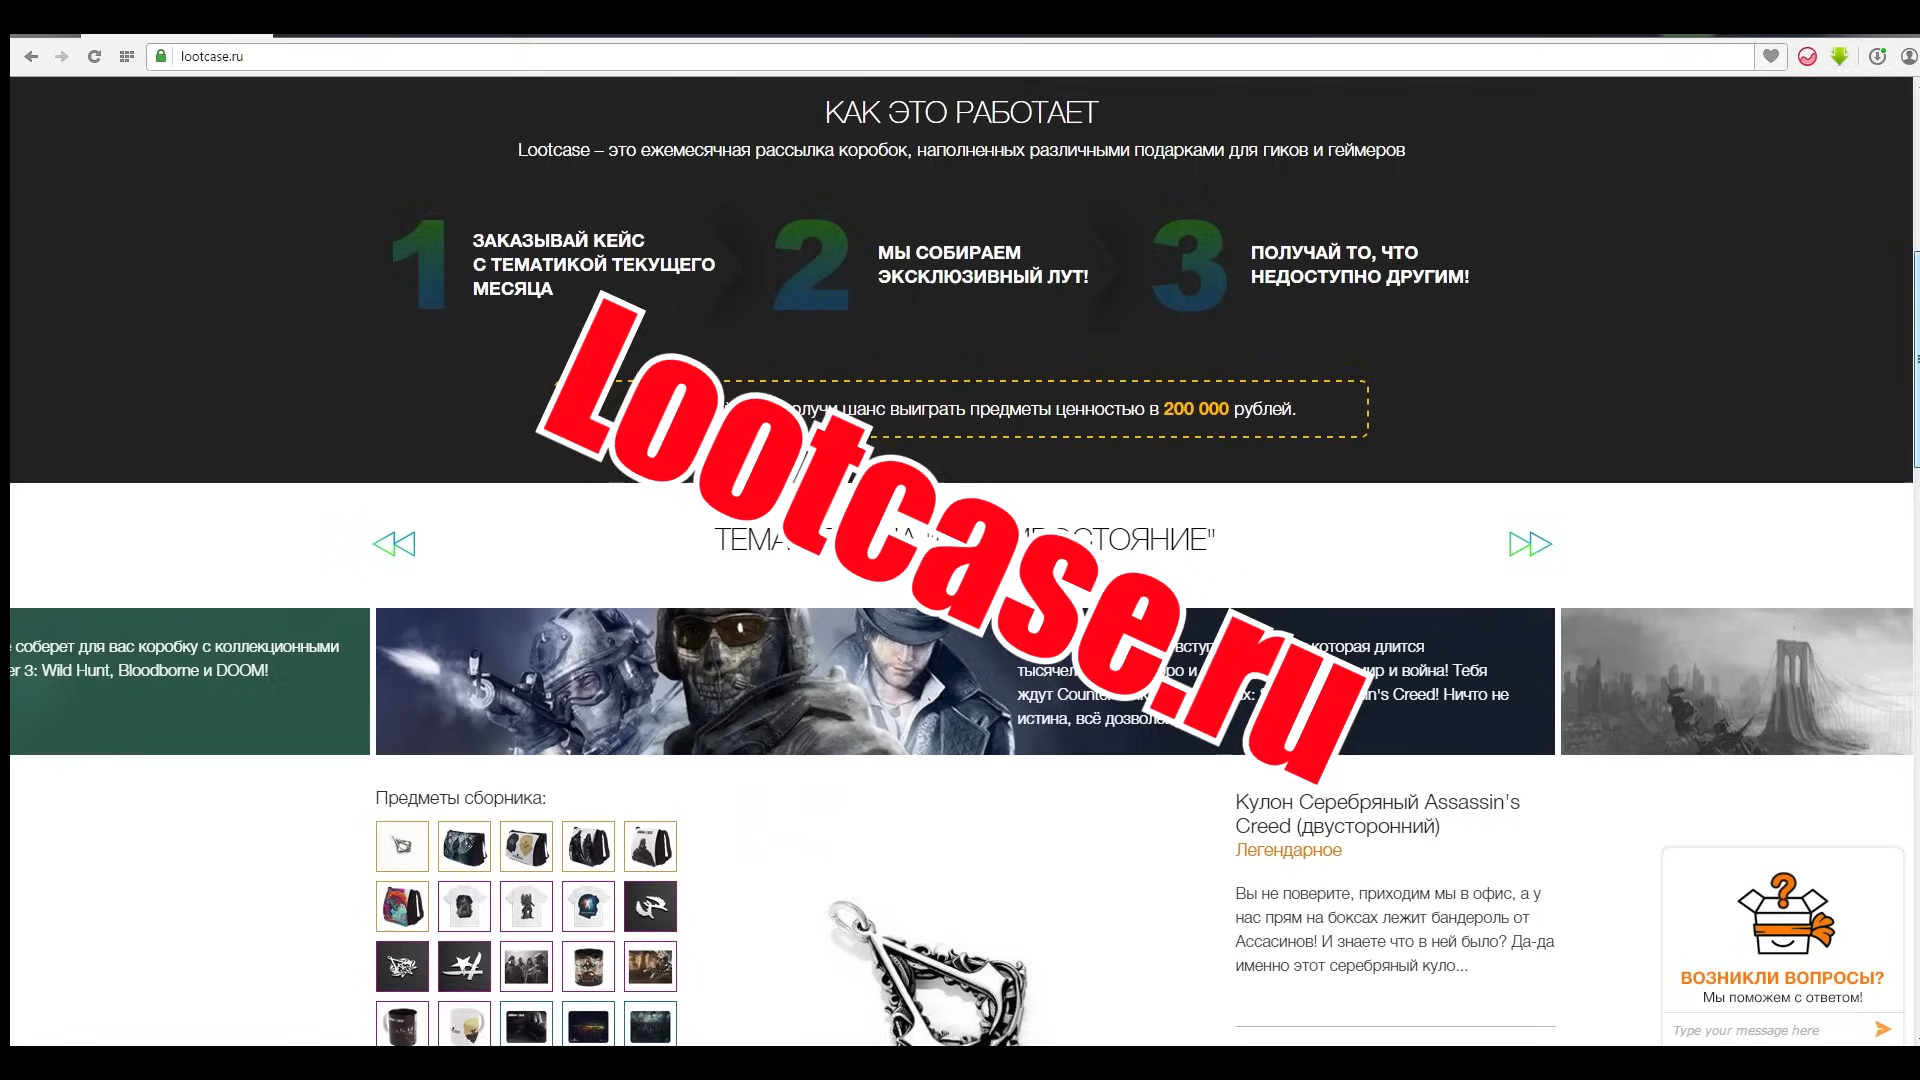 lootcase.ru
КАК ЭТО РАБОТАЕТ
Lootcase – это ежемесячная рассылка коробок, наполненных различными подарками для гиков и геймеров
1
ЗАКАЗЫВАЙ КЕЙС
С ТЕМАТИКОЙ ТЕКУЩЕГО
МЕСЯЦА
2
МЫ СОБИРАЕМ
ЭКСКЛЮЗИВНЫЙ ЛУТ!
3
ПОЛУЧАЙ ТО, ЧТО
НЕДОСТУПНО ДРУГИМ!
шанс выиграть предметы ценностью в 200 000 рублей.
Lootcase.ru
соберет для вас коробку с коллекционными
3: Wild Hunt, Bloodborne и DOOM!
которая длится
и война! Тебя
ждут Creed! Ничто не
истина, всё
Предметы сборника:
Кулон Серебряный Assassin's
Creed (двусторонний)
Легендарное
Вы не поверите, приходим мы в офис, а у
нас прям на боксах лежит бандероль от
Ассасинов! И знаете что в ней было? Да-да
именно этот серебряный куло...
ВОЗНИКЛИ ВОПРОСЫ?
Мы поможем с ответом!
Type your message here